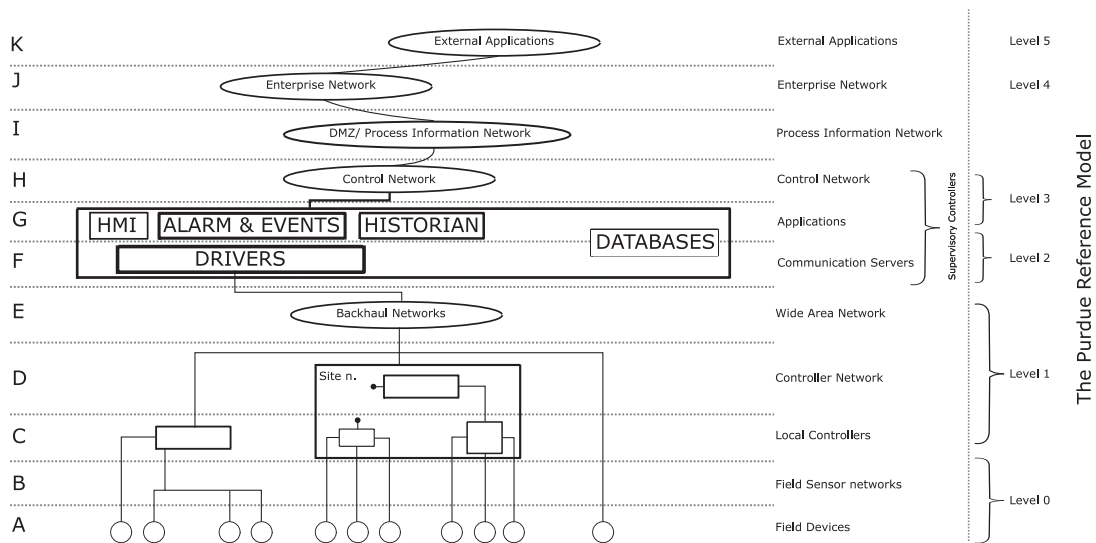 K External Applications External Applications Level 5
J Enterprise Network Enterprise Network Level 4
I DMZ/ Process Information Network Process Information Network
H Control Network Control Network
Level 3
G HMI ALARM & EVENTS HISTORIAN Applications
DATABASES
Supervisory Controllers
F DRIVERS Communication Servers Level 2
E Backhaul Networks Wide Area Network
D Site n. Controller Network Level 1
C Local Controllers
B Field Sensor networks
Level 0
A Field Devices
The Purdue Reference Model